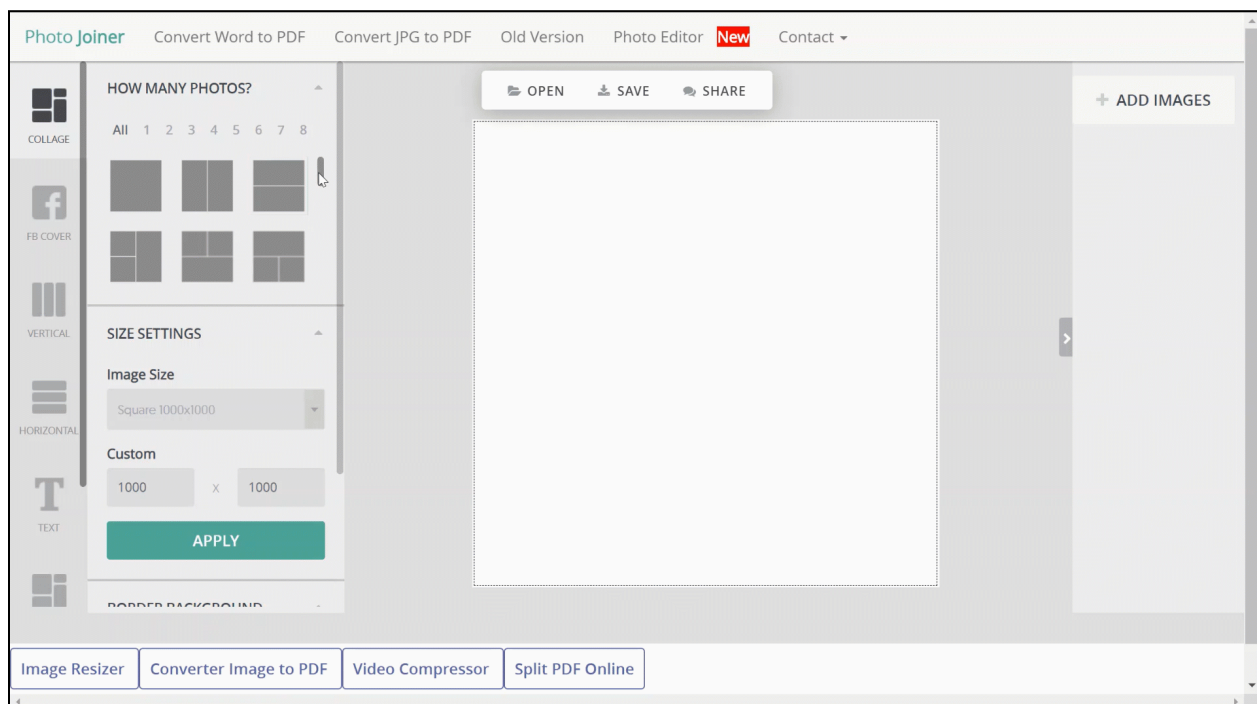 Photo Joiner Convert Word to PDF Convert JPG to PDF Old Version Photo Editor New Contact
COLLAGE
FB COVER
VERTICAL
HORIZONTAL
TEXT
HOW MANY PHOTOS?
All 1 2 3 4 5 6 7 8
SIZE SETTINGS
Image Size
Square 1000x1000
Custom
1000 x 1000
APPLY
BORDER BACKGROUND
OPEN SAVE SHARE
+ ADD IMAGES
Image Resizer Converter Image to PDF Video Compressor Split PDF Online